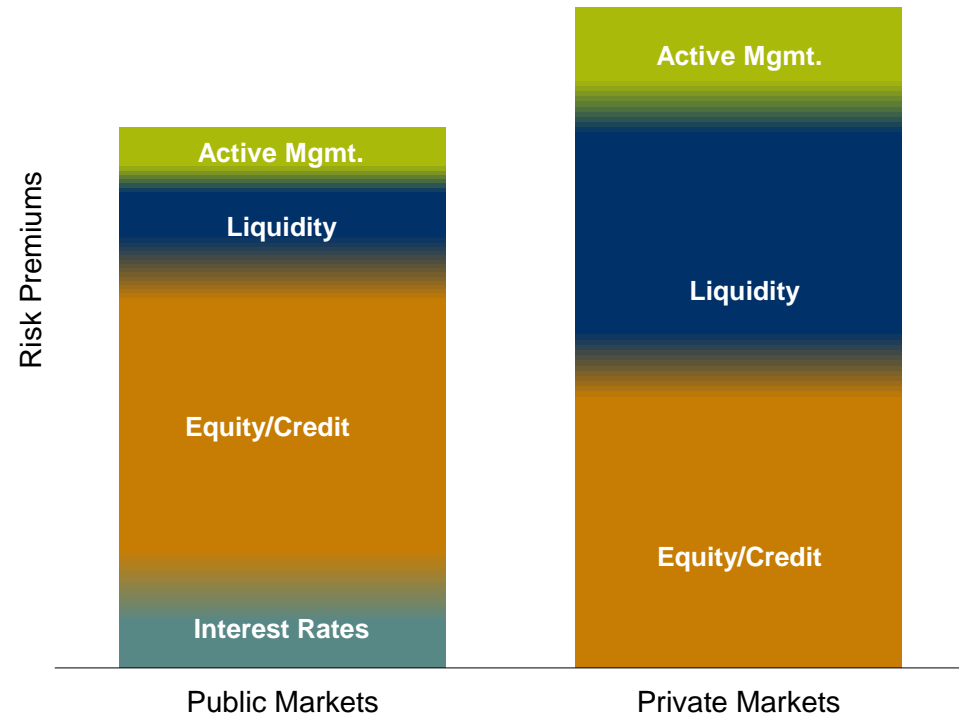 Risk Premiums
Active Mgmt.
Liquidity
Equity/Credit
Interest Rates
Public Markets
Active Mgmt.
Liquidity
Equity/Credit
Private Markets